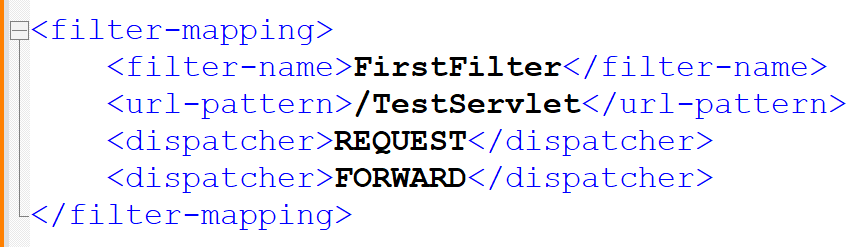 <filter-mapping>
<filter-name>FirstFilter</filter-name>
<url-pattern>/TestServlet</url-pattern>
<dispatcher>REQUEST</dispatcher>
<dispatcher>FORWARD</dispatcher>
</filter-mapping>